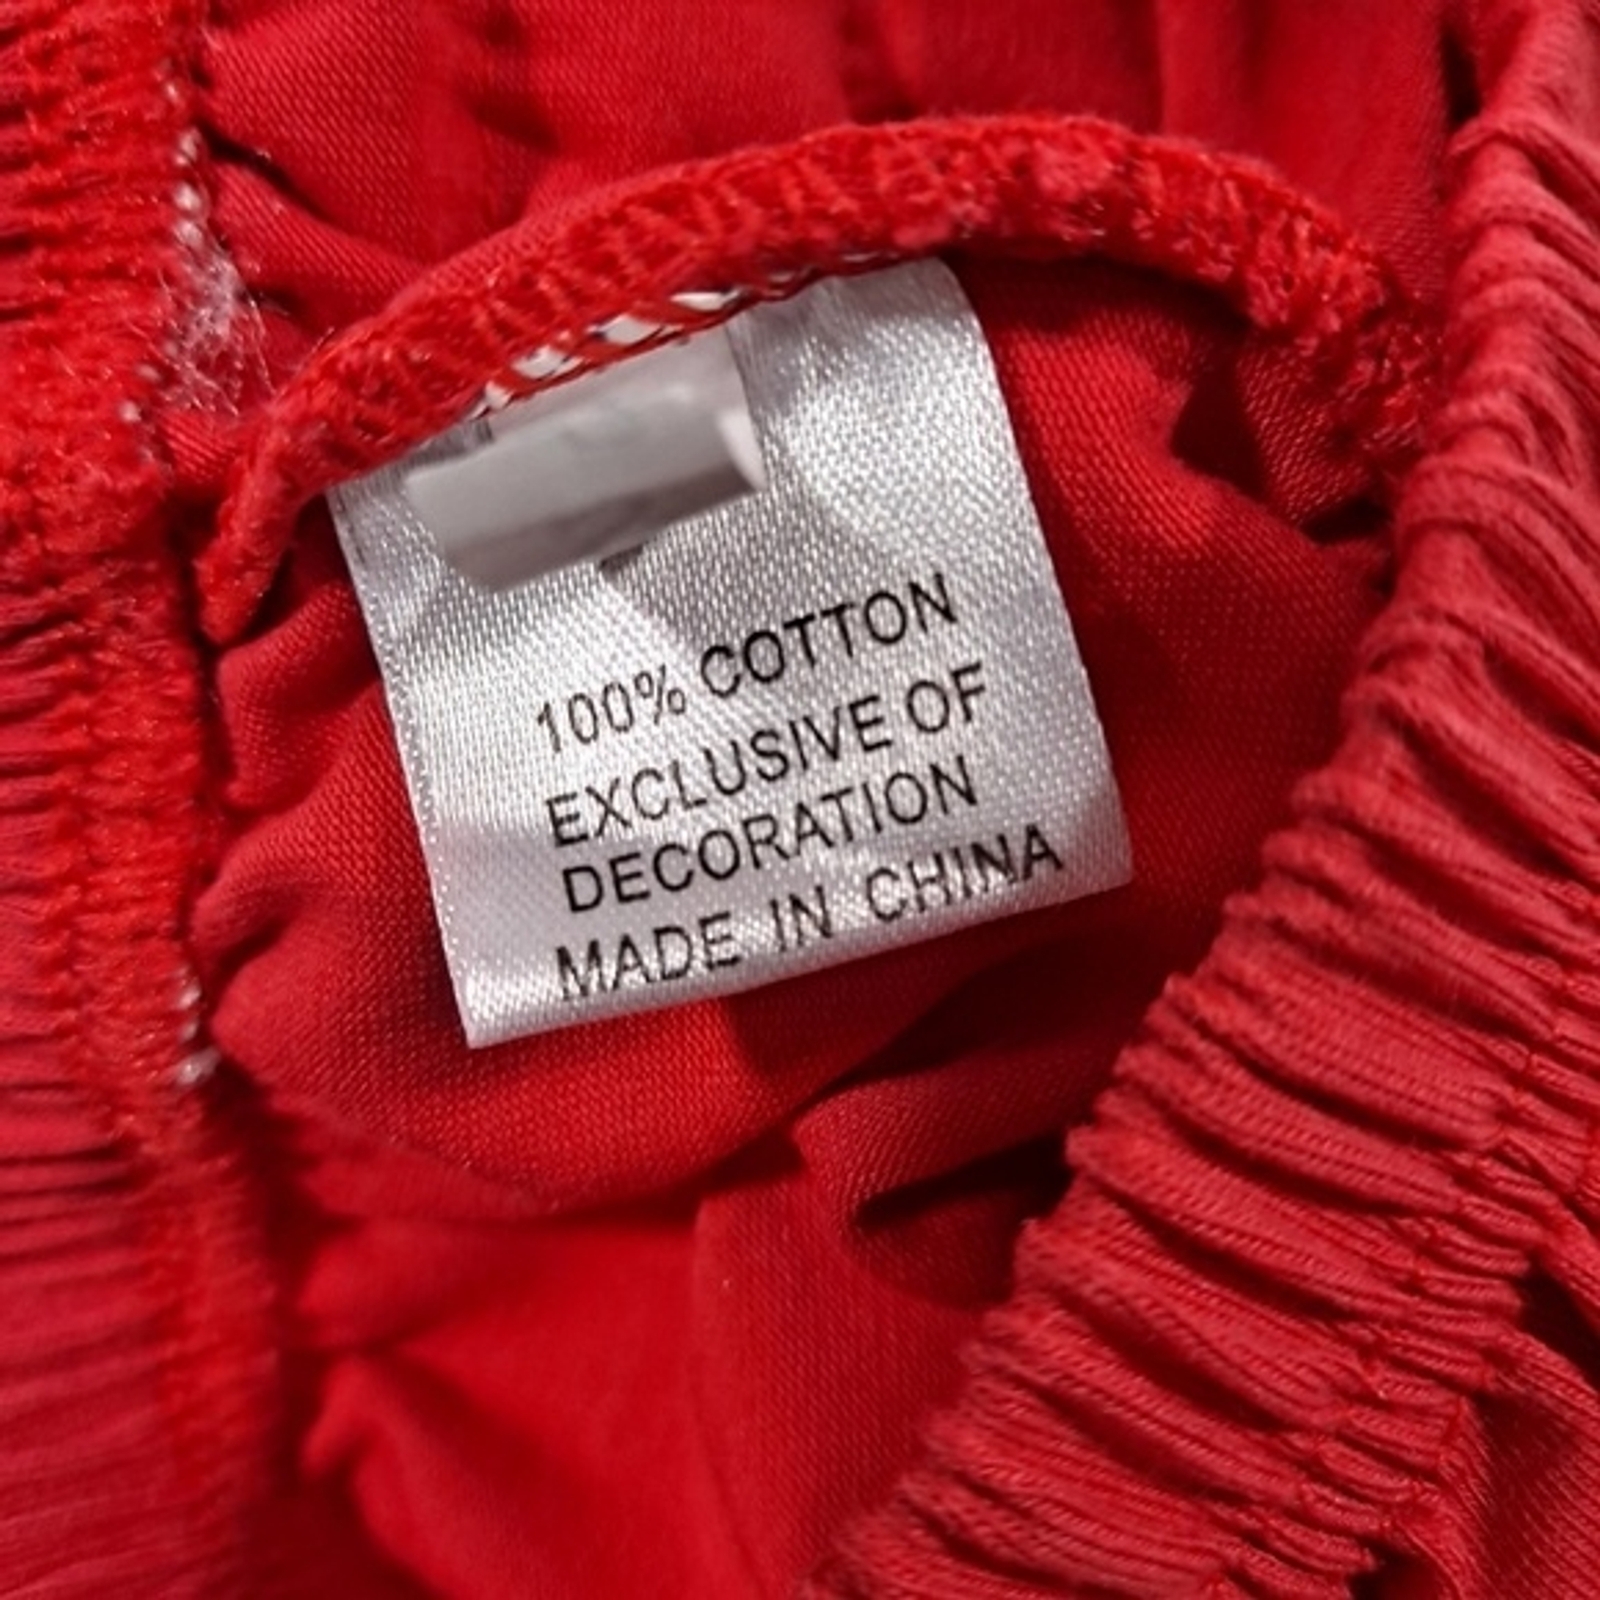 100% COTTON
EXCLUSIVE OF
DECORATION
MADE IN CHINA